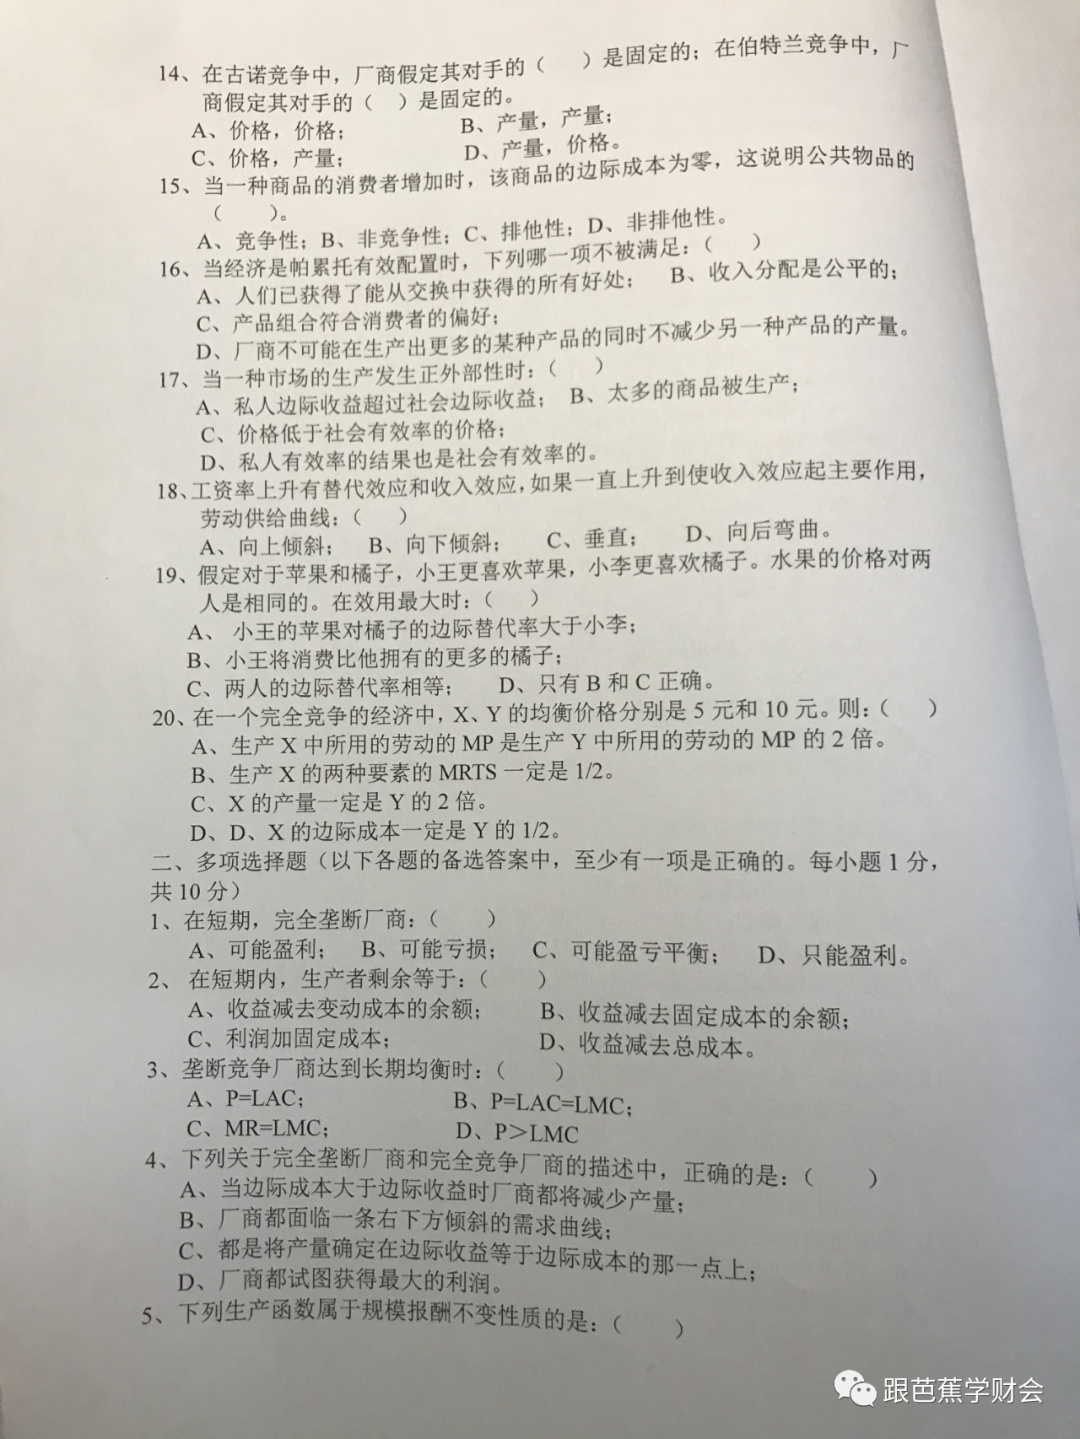 14、在古诺竞争中，厂商假定其对手的（　　）是固定的；在伯特兰竞争中，厂
商假定其对手的（　）是固定的。
A、价格，价格；　　B、产量，产量；
C、价格，产量；　　D、产量，价格。
15、当一种商品的消费者增加时，该商品的边际成本为零，这说明公共物品的
（　　）。
A、竞争性；B、非竞争性；C、排他性；D、非排他性。
16、当经济是帕累托有效配置时，下列哪一项不被满足：（　　）
A、人们已获得了能从交换中获得的所有好处；　B、收入分配是公平的；
C、产品组合符合消费者的偏好；
D、厂商不可能在生产出更多的某种产品的同时不减少另一种产品的产量。
17、当一种市场的生产发生正外部性时：（　　）
A、私人边际收益超过社会边际收益；　B、太多的商品被生产；
C、价格低于社会有效率的价格；
D、私人有效率的结果也是社会有效率的。
18、工资率上升有替代效应和收入效应，如果一直上升到使收入效应起主要作用，
劳动供给曲线：（　　）
A、向上倾斜；　B、向下倾斜；　C、垂直；　D、向后弯曲。
19、假定对于苹果和橘子，小王更喜欢苹果，小李更喜欢橘子。水果的价格对两
人是相同的。在效用最大时：（　　）
A、 小王的苹果对橘子的边际替代率大于小李；
B、小王将消费比他拥有的更多的橘子；
C、两人的边际替代率相等；　　D、只有 B 和 C 正确。
20、在一个完全竞争的经济中，X、Y 的均衡价格分别是 5 元和 10 元。则：（　　）
A、生产 X 中所用的劳动的 MP 是生产 Y 中所用的劳动的 MP 的 2 倍。
B、生产 X 的两种要素的 MRTS 一定是 1/2。
C、X 的产量一定是 Y 的 2 倍。
D、D、X 的边际成本一定是 Y 的 1/2。
二、多项选择题（以下各题的备选答案中，至少有一项是正确的。每小题 1 分，
共 10 分）
1、在短期，完全垄断厂商：（　　）
A、可能盈利；　B、可能亏损；　C、可能盈亏平衡；　D、只能盈利。
2、 在短期内，生产者剩余等于：（　　）
A、收益减去变动成本的余额；　　B、收益减去固定成本的余额；
C、利润加固定成本；　　D、收益减去总成本。
3、垄断竞争厂商达到长期均衡时：（　　）
A、P=LAC；　　B、P=LAC=LMC；
C、MR=LMC；　　D、P＞LMC
4、下列关于完全垄断厂商和完全竞争厂商的描述中，正确的是：（　　）
A、当边际成本大于边际收益时厂商都将减少产量；
B、厂商都面临一条右下方倾斜的需求曲线；
C、都是将产量确定在边际收益等于边际成本的那一点上；
D、厂商都试图获得最大的利润。
5、下列生产函数属于规模报酬不变性质的是：（　　）
跟芭蕉学财会